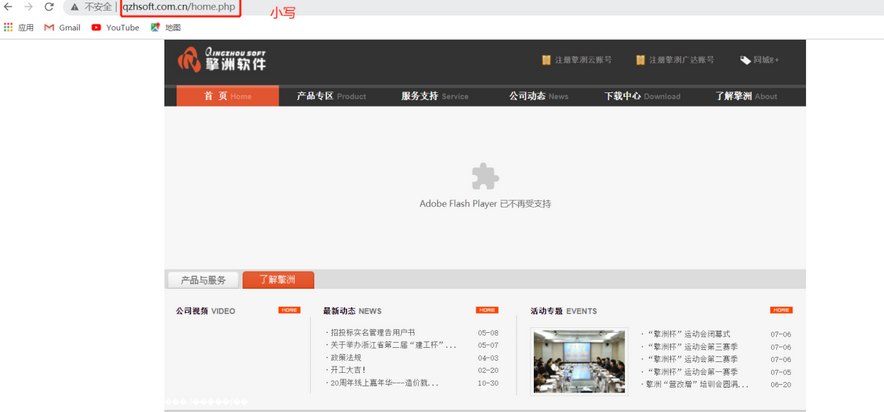 不安全 | qzhsoft.com.cn/home.php
小写
应用 Gmail YouTube 地图
QINGZHOU SOFT
擎洲软件
注册擎洲云账号 注册擎洲广达账号
首 页 Home 产品专区 Product 服务支持 Service 公司动态 News 下载中心 Download 了解擎洲 About
Adobe Flash Player 已不再受支持
产品与服务 了解擎洲
公司视频 VIDEO MORE
最新动态 NEWS MORE
· 招投标实名管理告用户书 05-08
· 关于举办浙江省第二届“建工杯”... 05-07
· 政策法规 04-03
· 开工大吉! 02-20
· 20周年线上嘉年华---造价就... 10-30
活动专题 EVENTS MORE
· “擎洲杯”运动会闭幕式 07-06
· “擎洲杯”运动会第三赛季 07-06
· “擎洲杯”运动会第二赛季 07-06
· “擎洲杯”运动会第一赛季 07-05
· 擎洲“营改增”培训会圆满... 06-20